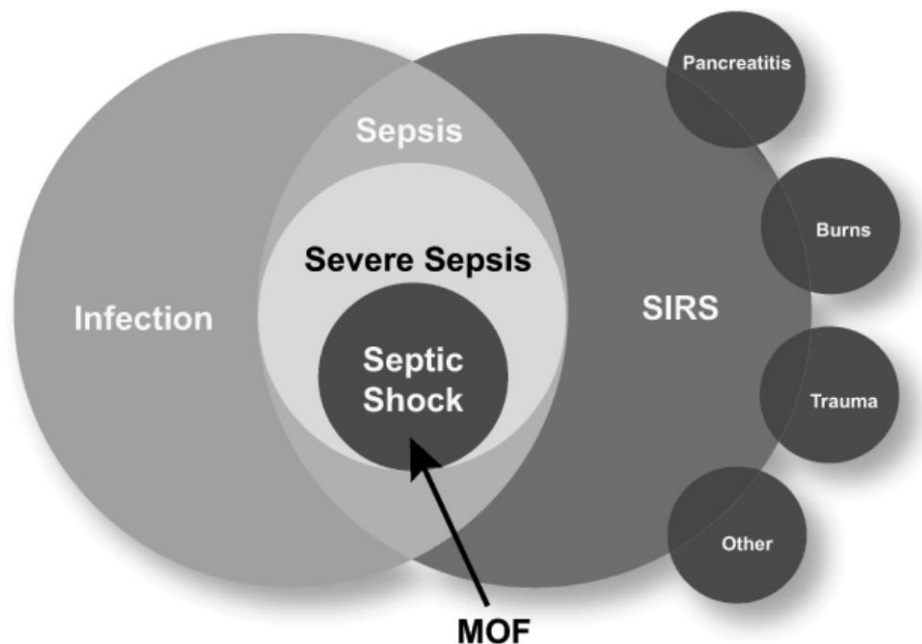 Pancreatitis
Sepsis
Burns
Severe Sepsis
Infection
SIRS
Septic
Shock
Trauma
Other
MOF